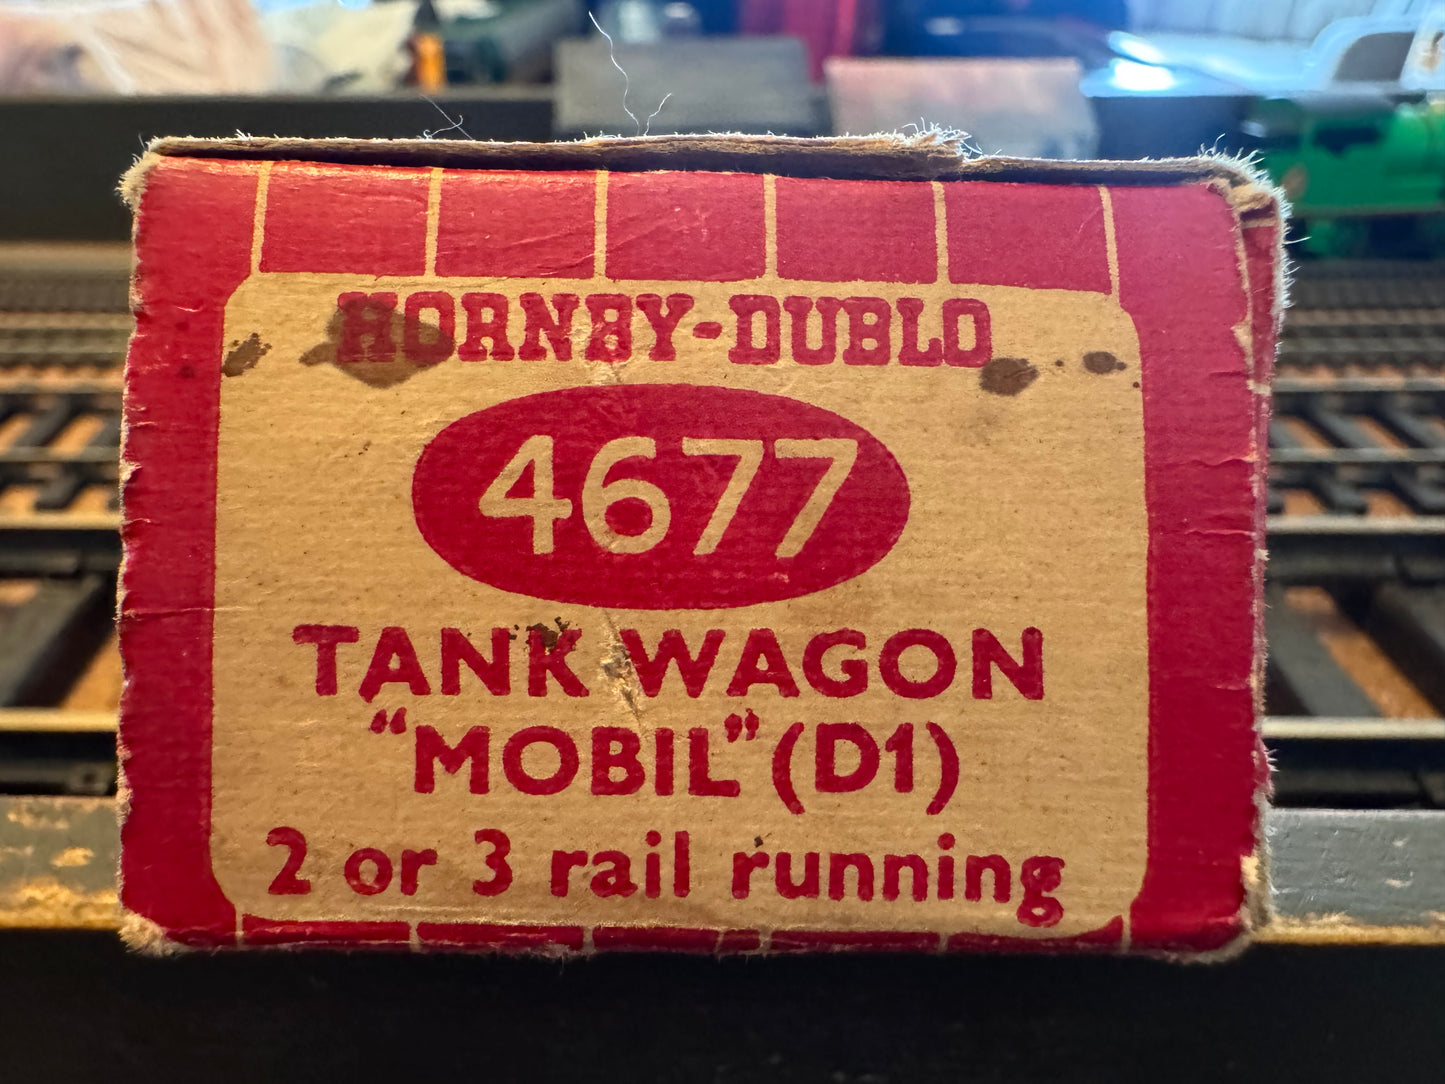 HORNBY-DUBLO
4677
TANK WAGON
"MOBIL" (D1)
2 or 3 rail running